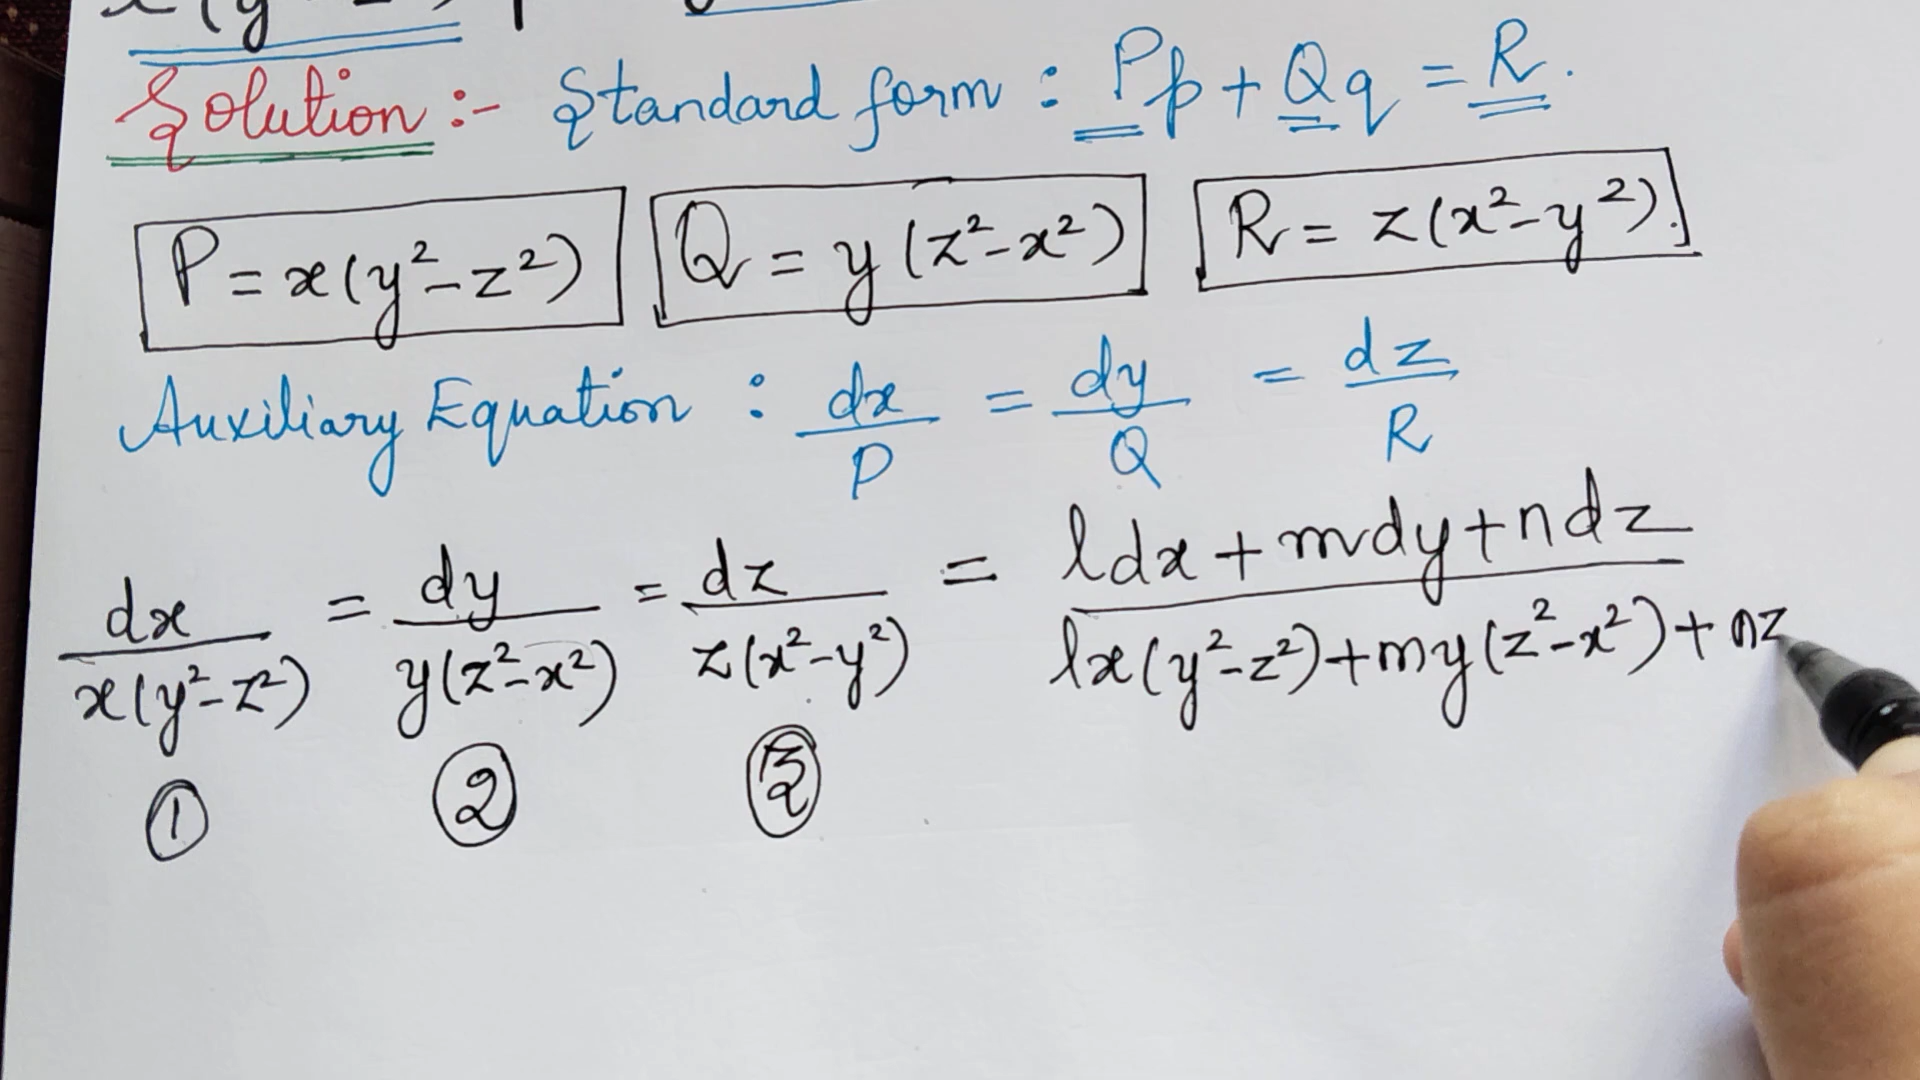 Solution :- Standard form : Pp + Qq = R.
P = x(y²-z²) Q = y(z²-x²) R = z(x²-y²).
Auxiliary Equation : dx/P = dy/Q = dz/R
dx/x(y²-z²) = dy/y(z²-x²) = dz/z(x²-y²) = ldx + mdy + ndz/lx(y²-z²) + my(z²-x²) + nz
① ② ③